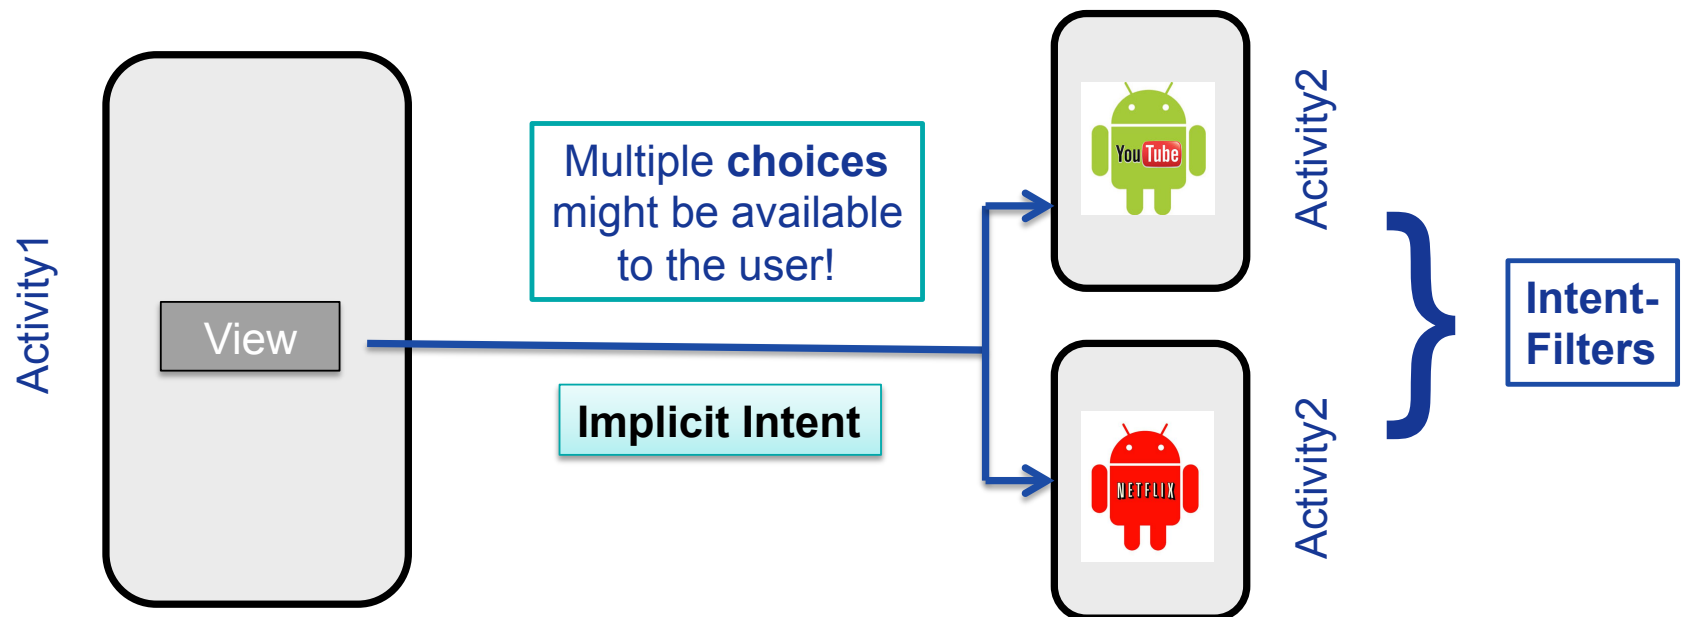 Activity1
View
Multiple choices
might be available
to the user!
Implicit Intent
You Tube
Activity2
NETFLIX
Activity2
Intent-
Filters